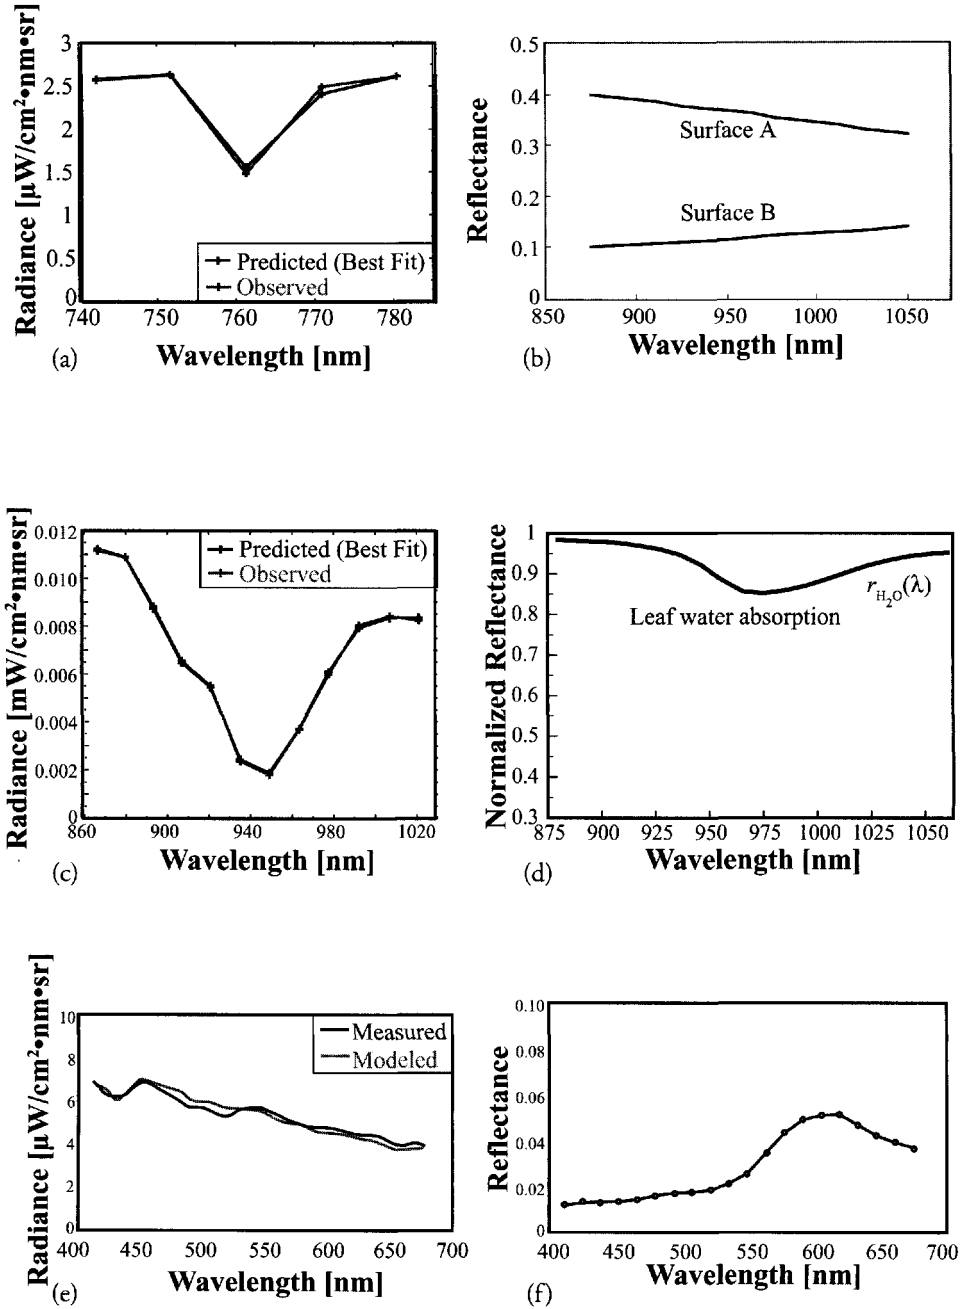 Radiance [µW/cm²•nm•sr]
3
2.5
2
1.5
1
0.5
0
Predicted (Best Fit)
Observed
740 750 760 770 780
(a) Wavelength [nm]
Reflectance
0.5
0.4
0.3
0.2
0.1
0
Surface A
Surface B
850 900 950 1000 1050
(b) Wavelength [nm]
Radiance [mW/cm²•nm•sr]
0.012
0.010
0.008
0.006
0.004
0.002
0
Predicted (Best Fit)
Observed
860 900 940 980 1020
(c) Wavelength [nm]
Normalized Reflectance
1
0.9
0.8
0.7
0.6
0.5
0.4
0.3
r_H₂O(λ)
Leaf water absorption
875 900 925 950 975 1000 1025 1050
(d) Wavelength [nm]
Radiance [µW/cm²•nm•sr]
10
8
6
4
2
0
Measured
Modeled
400 450 500 550 600 650 700
(e) Wavelength [nm]
Reflectance
0.10
0.08
0.06
0.04
0.02
0
400 450 500 550 600 650 700
(f) Wavelength [nm]